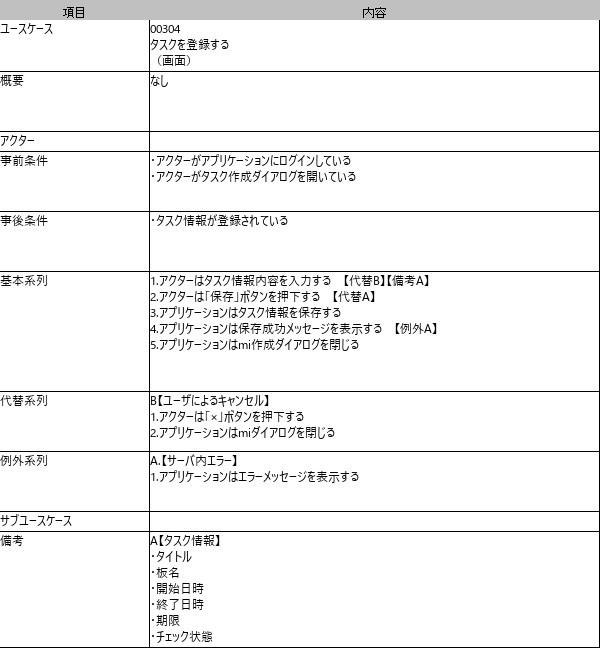 項目 内容
ユースケース 00304
タスクを登録する
（画面）
概要 なし
アクター
事前条件 ・アクターがアプリケーションにログインしている
・アクターがタスク作成ダイアログを開いている
事後条件 ・タスク情報が登録されている
基本系列 1.アクターはタスク情報内容を入力する　【代替B】【備考A】
2.アクターは「保存」ボタンを押下する　【代替A】
3.アプリケーションはタスク情報を保存する
4.アプリケーションは保存成功メッセージを表示する　【例外A】
5.アプリケーションはmi作成ダイアログを閉じる
代替系列 B【ユーザによるキャンセル】
1.アクターは「×」ボタンを押下する
2.アプリケーションはmiダイアログを閉じる
例外系列 A.【サーバ内エラー】
1.アプリケーションはエラーメッセージを表示する
サブユースケース
備考 A【タスク情報】
・タイトル
・板名
・開始日時
・終了日時
・期限
・チェック状態